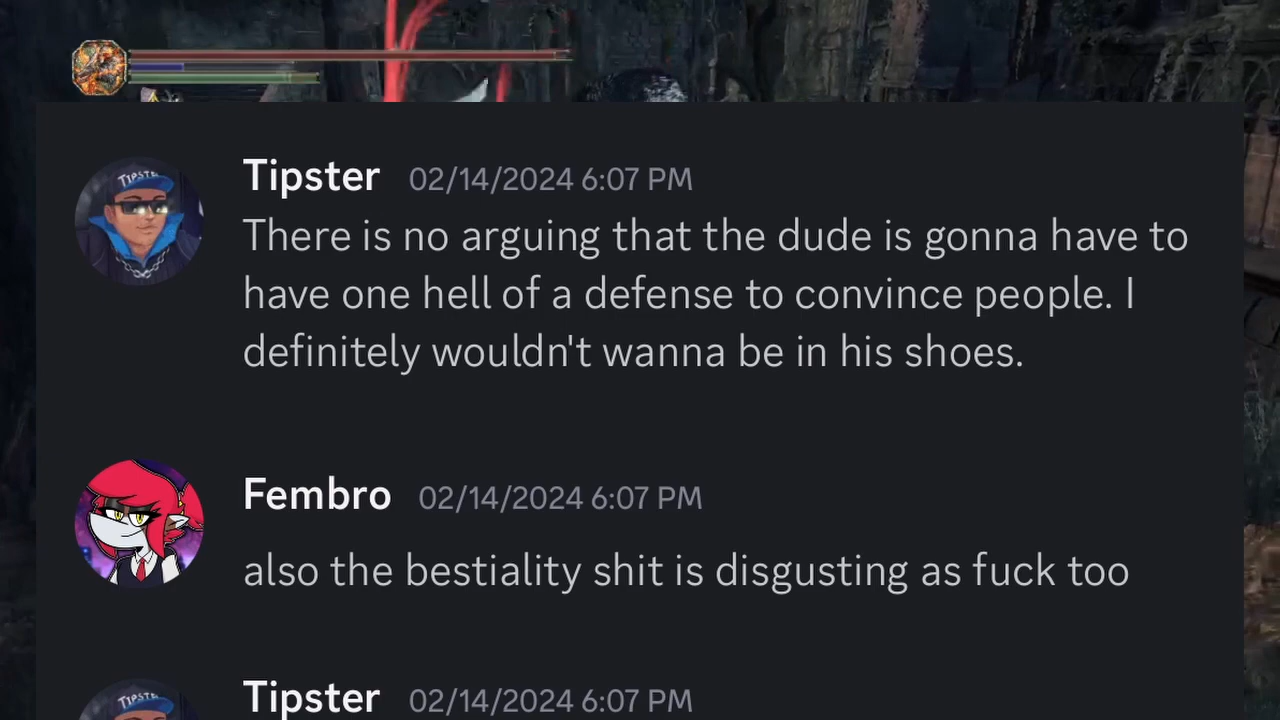 Tipster 02/14/2024 6:07 PM
There is no arguing that the dude is gonna have to
have one hell of a defense to convince people. I
definitely wouldn't wanna be in his shoes.
Fembro 02/14/2024 6:07 PM
also the bestiality shit is disgusting as fuck too
Tipster 02/14/2024 6:07 PM
TIPSTER
TIPSTER